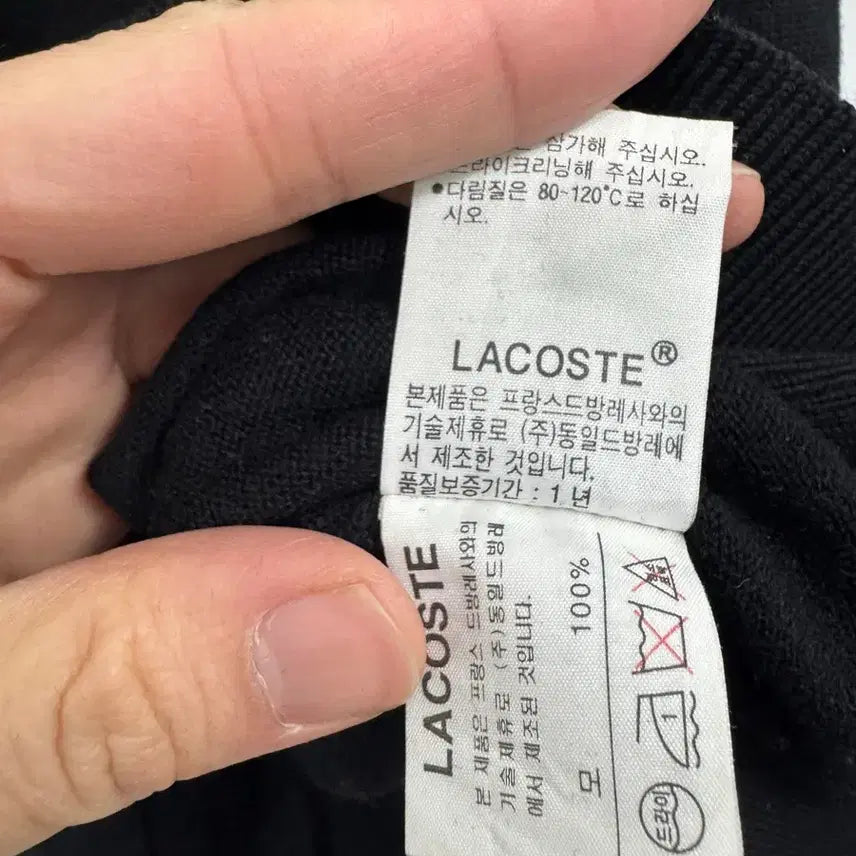 삼가해 주십시오.
드라이크리닝해 주십시오.
•다림질은 80~120°C로 하십
시오.
LACOSTE®
본제품은 프랑스드방레사와의
기술제휴로 (주)동일드방레에
서 제조한 것입니다.
품질보증기간 : 1년
LACOSTE
본 제품은 프랑스 드방레사와의
기술제휴로 (주)동일드방레
에서 제조된 것입니다.
모 100%
1
드라이